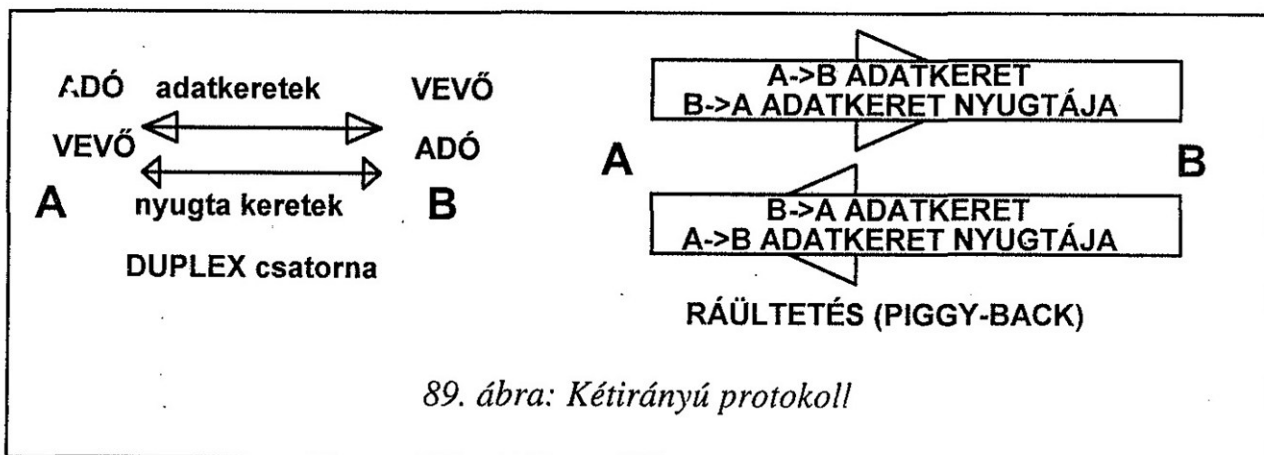 ADÓ adatkeretek VEVŐ
VEVŐ ADÓ
A nyugta keretek B
DUPLEX csatorna
A->B ADATKERET
B->A ADATKERET NYUGTÁJA
A B
B->A ADATKERET
A->B ADATKERET NYUGTÁJA
RÁÜLTETÉS (PIGGY-BACK)
89. ábra: Kétirányú protokoll